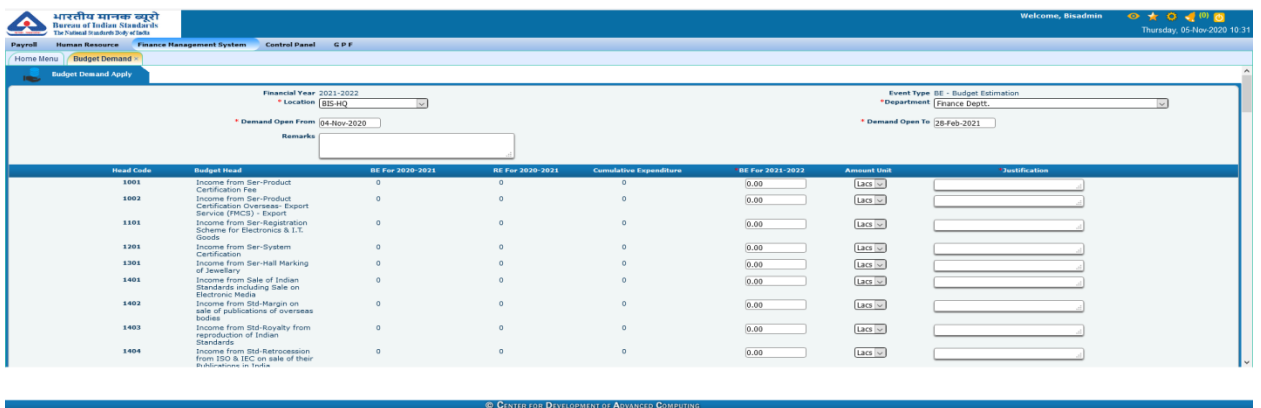 भारतीय मानक ब्यूरो
Bureau of Indian Standards
The National Standards Body of India
Welcome, Bisadmin
(0)
Thursday, 05-Nov-2020 10:31
Payroll Human Resource Finance Management System Control Panel G P F
Home Menu Budget Demand ×
Budget Demand Apply
Financial Year 2021-2022 Event Type BE - Budget Estimation
* Location BIS-HQ *Department Finance Deptt.
* Demand Open From 04-Nov-2020 * Demand Open To 28-Feb-2021
Remarks
Head Code Budget Head BE For 2020-2021 RE For 2020-2021 Cumulative Expenditure *BE For 2021-2022 Amount Unit *Justification
1001 Income from Ser-Product 0 0 0 0.00 Lacs
Certification Fee
1002 Income from Ser-Product 0 0 0 0.00 Lacs
Certification Overseas- Export
Service (FMCS) - Export
1101 Income from Ser-Registration 0 0 0 0.00 Lacs
Scheme for Electronics & I.T.
Goods
1201 Income from Ser-System 0 0 0 0.00 Lacs
Certification
1301 Income from Ser-Hall Marking 0 0 0 0.00 Lacs
of Jewellary
1401 Income from Sale of Indian 0 0 0 0.00 Lacs
Standards including Sale on
Electronic Media
1402 Income from Std-Margin on 0 0 0 0.00 Lacs
sale of publications of overseas
bodies
1403 Income from Std-Royalty from 0 0 0 0.00 Lacs
reproduction of Indian
Standards
1404 Income from Std-Retrocession 0 0 0 0.00 Lacs
from ISO & IEC on sale of their
Publications in India
© CENTER FOR DEVELOPMENT OF ADVANCED COMPUTING